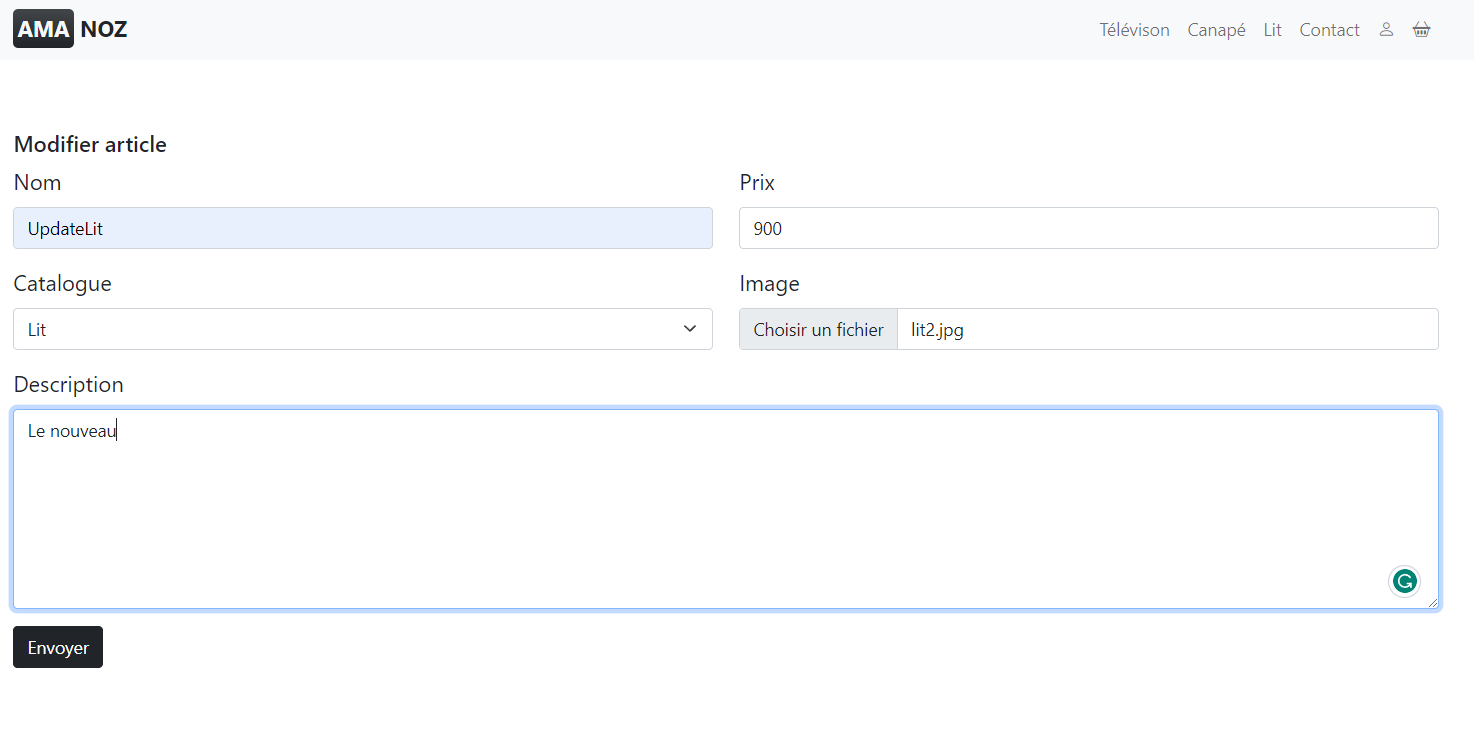 AMA NOZ Télévison Canapé Lit Contact
Modifier article
Nom Prix
UpdateLit 900
Catalogue Image
Lit Choisir un fichier lit2.jpg
Description
Le nouveau
Envoyer